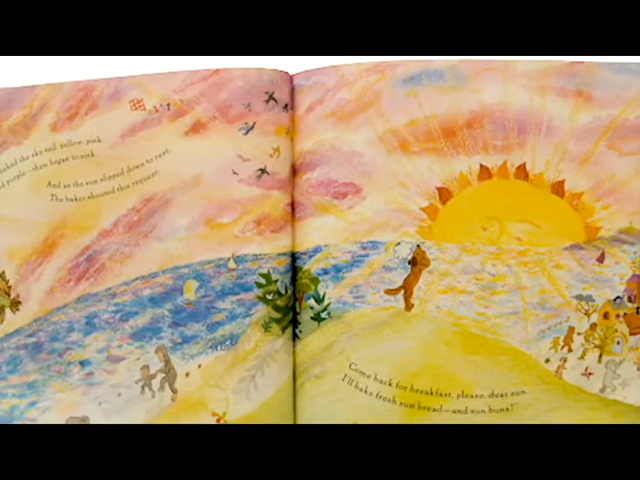 the sky red, yellow, pink,
purple—then began to sink.
And as the sun slipped down to rest,
The baker shouted this request:
"Come back for breakfast, please, dear sun.
I'll bake fresh sun bread—and sun buns!"